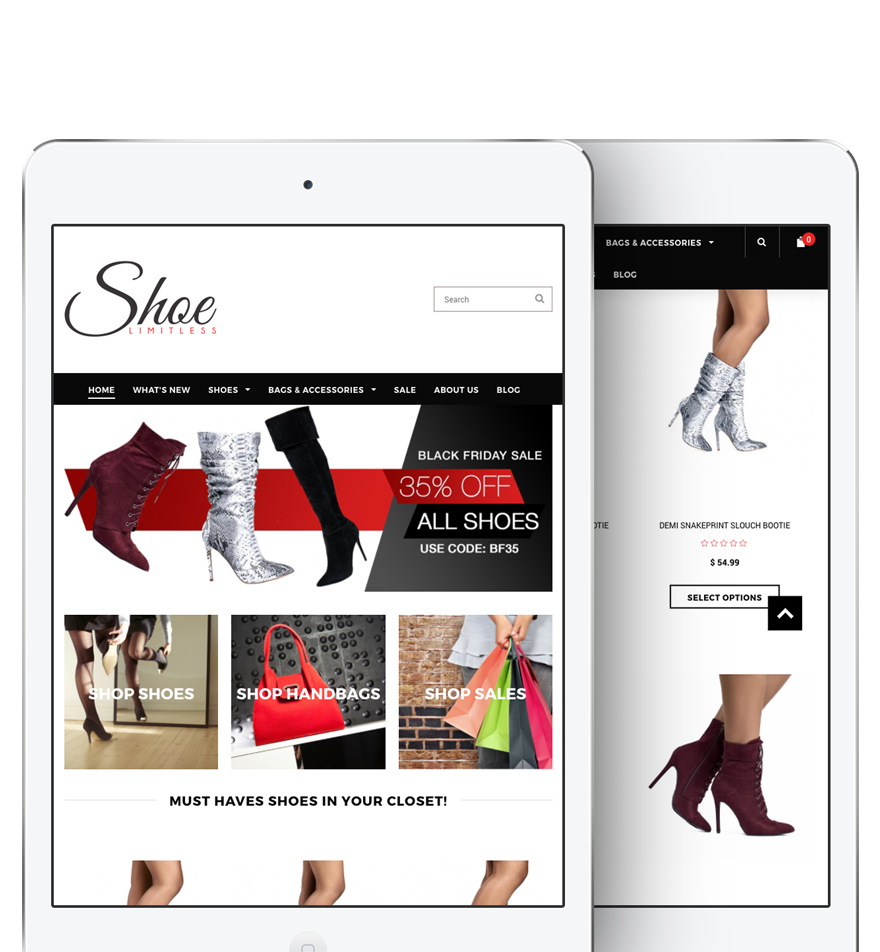 Shoe
LIMITLESS
Search
HOME WHAT'S NEW SHOES BAGS & ACCESSORIES SALE ABOUT US BLOG
BLACK FRIDAY SALE
35% OFF
ALL SHOES
USE CODE: BF35
SHOP SHOES
SHOP HANDBAGS
SHOP SALES
MUST HAVES SHOES IN YOUR CLOSET!
BAGS & ACCESSORIES
0
BLOG
DEMI SNAKEPRINT SLOUCH BOOTIE
$ 54.99
SELECT OPTIONS